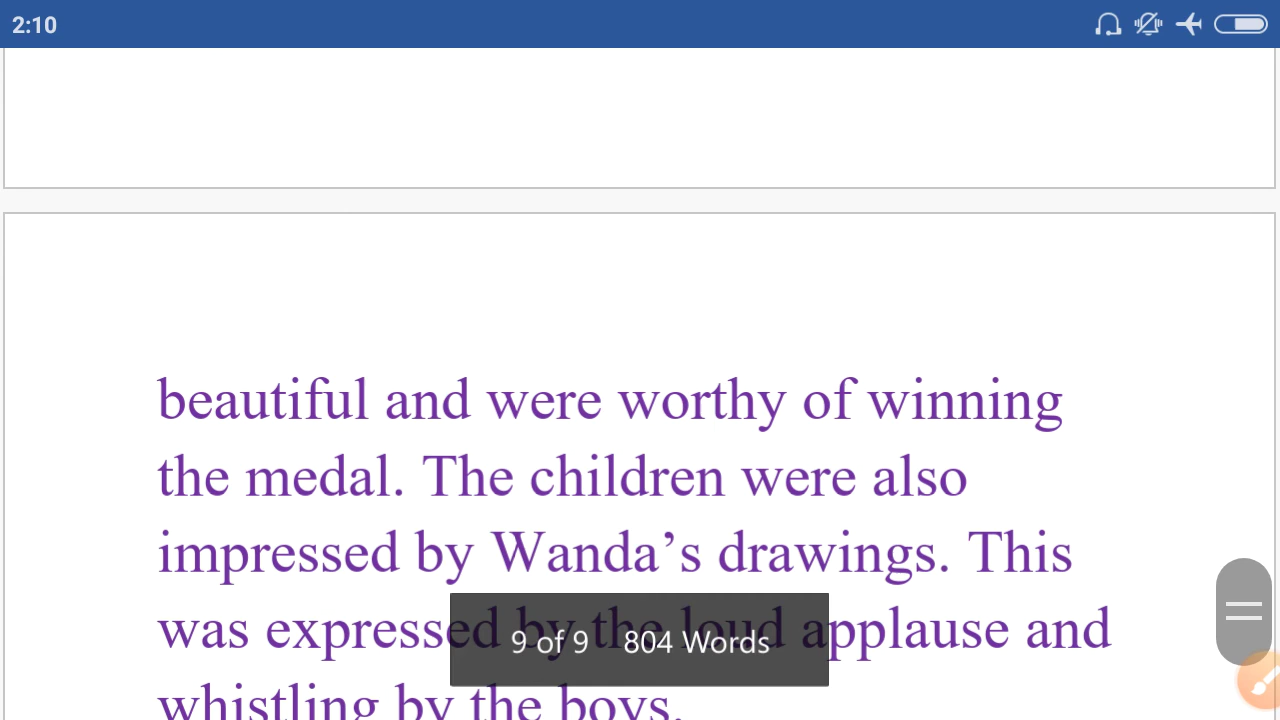 2:10
beautiful and were worthy of winning
the medal. The children were also
impressed by Wanda’s drawings. This
was expressed by the loud applause and
9 of 9 804 Words
whistling by the boys.